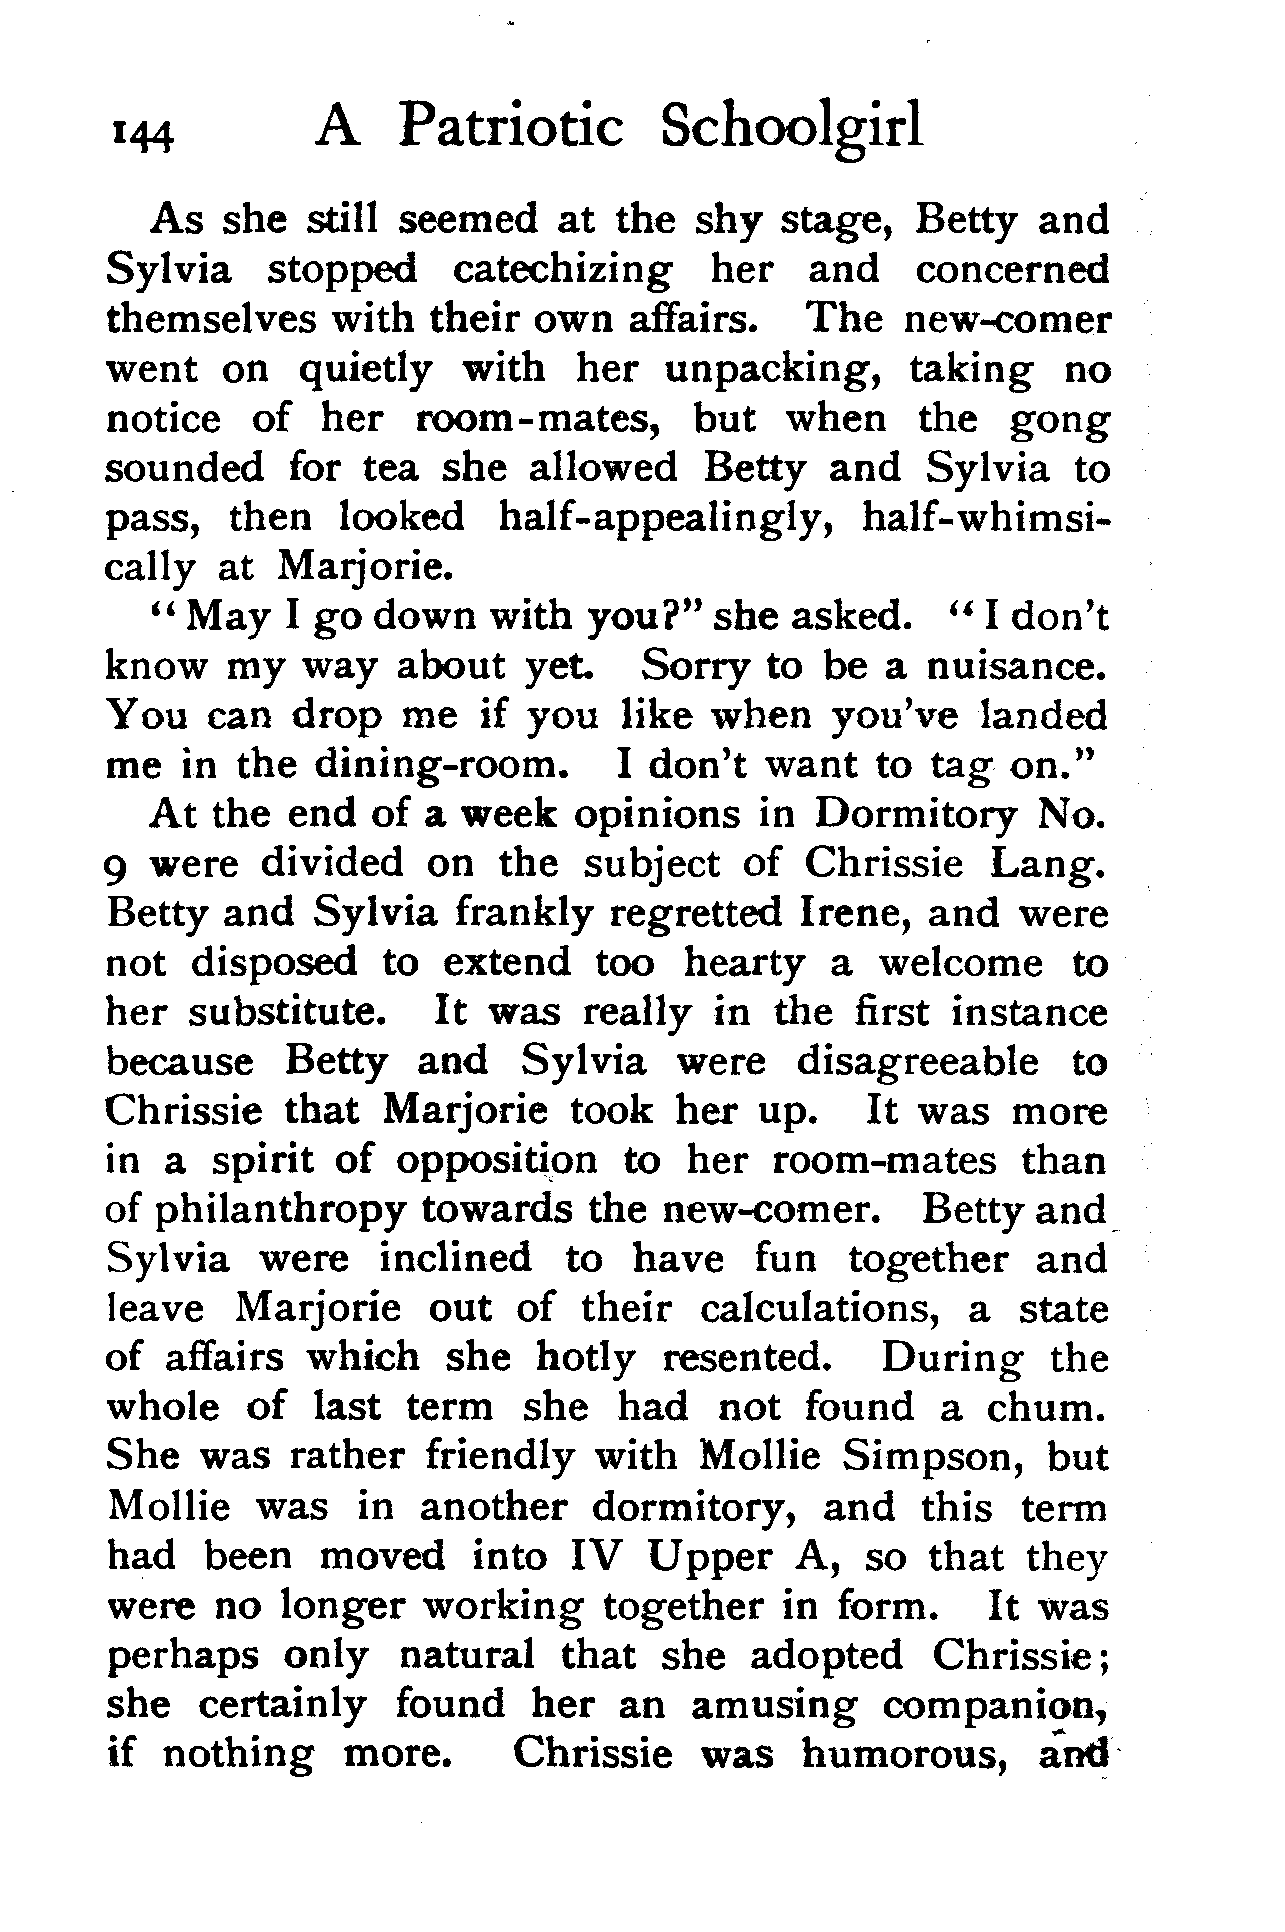 144 A Patriotic Schoolgirl
As she still seemed at the shy stage, Betty and
Sylvia stopped catechizing her and concerned
themselves with their own affairs. The new-comer
went on quietly with her unpacking, taking no
notice of her room-mates, but when the gong
sounded for tea she allowed Betty and Sylvia to
pass, then looked half-appealingly, half-whimsi-
cally at Marjorie.
"May I go down with you?" she asked. "I don't
know my way about yet. Sorry to be a nuisance.
You can drop me if you like when you've landed
me in the dining-room. I don't want to tag on."
At the end of a week opinions in Dormitory No.
9 were divided on the subject of Chrissie Lang.
Betty and Sylvia frankly regretted Irene, and were
not disposed to extend too hearty a welcome to
her substitute. It was really in the first instance
because Betty and Sylvia were disagreeable to
Chrissie that Marjorie took her up. It was more
in a spirit of opposition to her room-mates than
of philanthropy towards the new-comer. Betty and
Sylvia were inclined to have fun together and
leave Marjorie out of their calculations, a state
of affairs which she hotly resented. During the
whole of last term she had not found a chum.
She was rather friendly with Mollie Simpson, but
Mollie was in another dormitory, and this term
had been moved into IV Upper A, so that they
were no longer working together in form. It was
perhaps only natural that she adopted Chrissie;
she certainly found her an amusing companion,
if nothing more. Chrissie was humorous, and